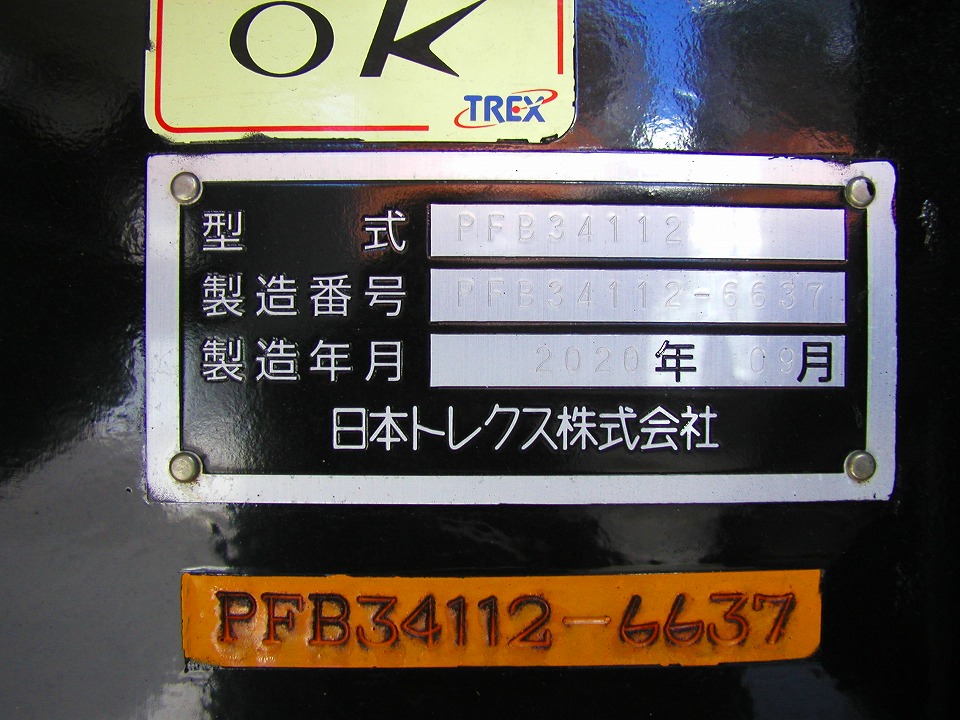 OK
TREX
型式 PFB34112
製造番号 PFB34112-6637
製造年月 2020年 09月
日本トレクス株式会社
PFB34112-6637